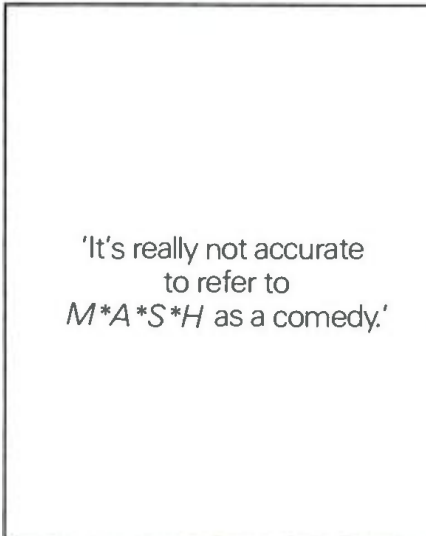 'It's really not accurate
to refer to
M*A*S*H as a comedy.'